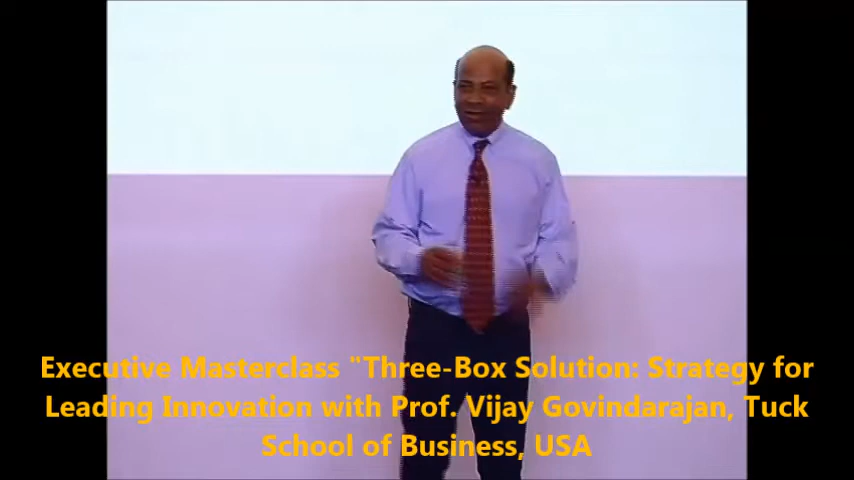 Executive Masterclass "Three-Box Solution: Strategy for
Leading Innovation with Prof. Vijay Govindarajan, Tuck
School of Business, USA